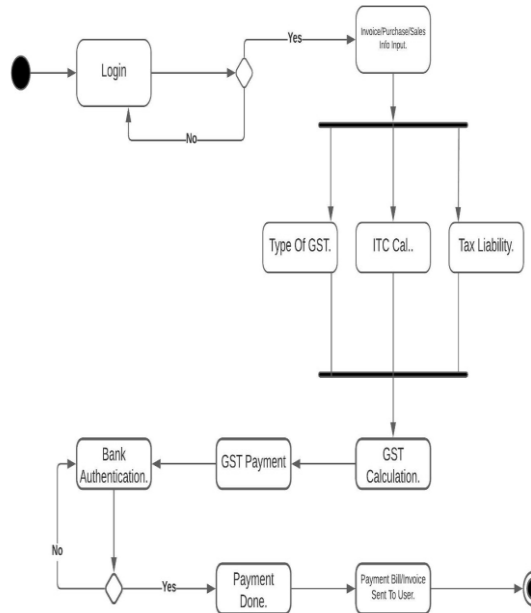 Yes
Invoice/Purchase/Sales
Info Input.
Login
No
Type Of GST.
ITC Cal..
Tax Liability.
Bank
Authentication.
GST Payment
GST
Calculation.
No
Yes
Payment
Done.
Payment Bill/Invoice
Sent To User.